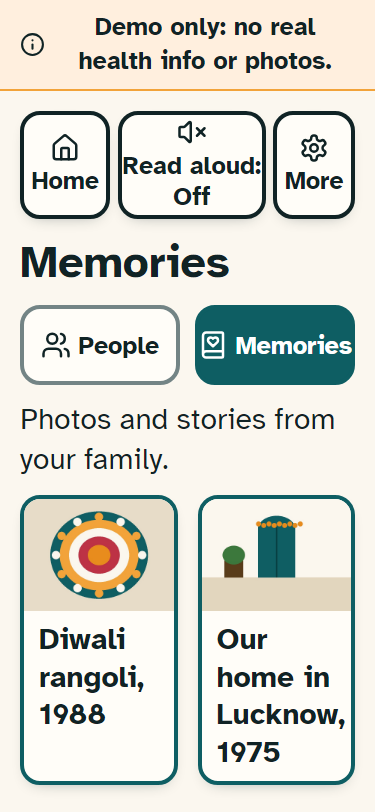 Demo only: no real
health info or photos.
Home
Read aloud:
Off
More
Memories
People
Memories
Photos and stories from
your family.
Diwali
rangoli,
1988
Our
home in
Lucknow,
1975